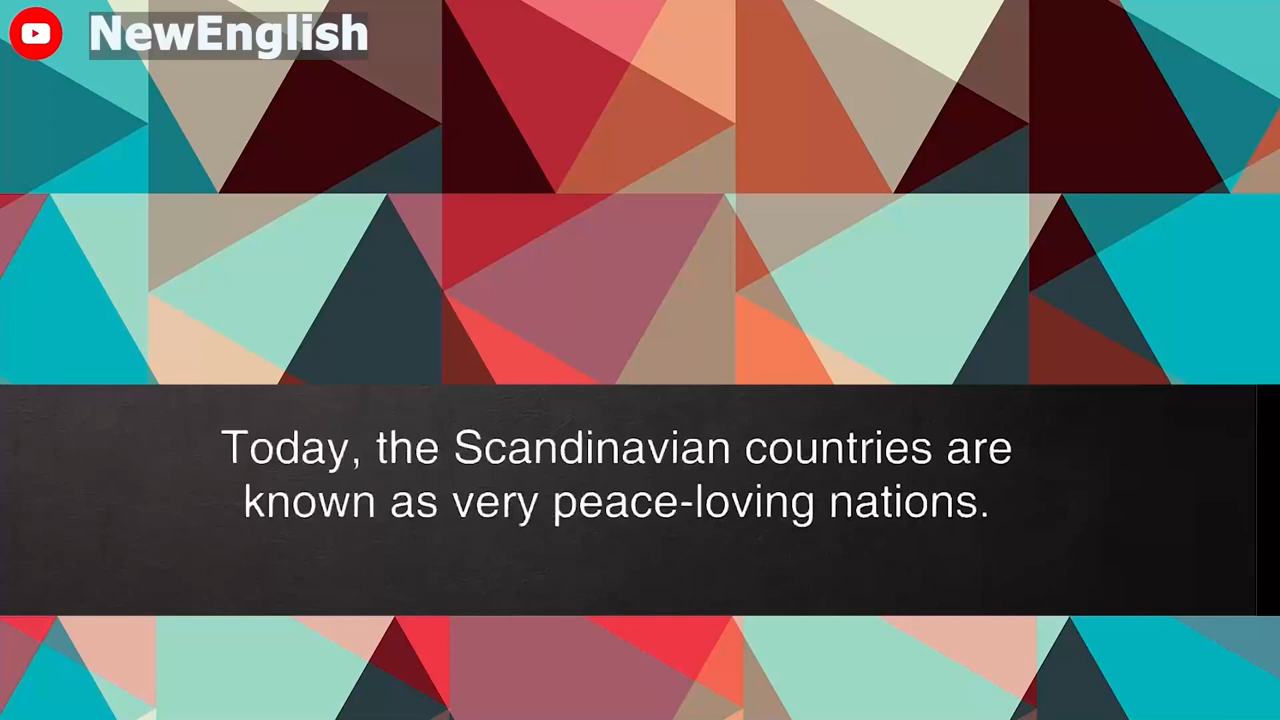 NewEnglish
Today, the Scandinavian countries are
known as very peace-loving nations.